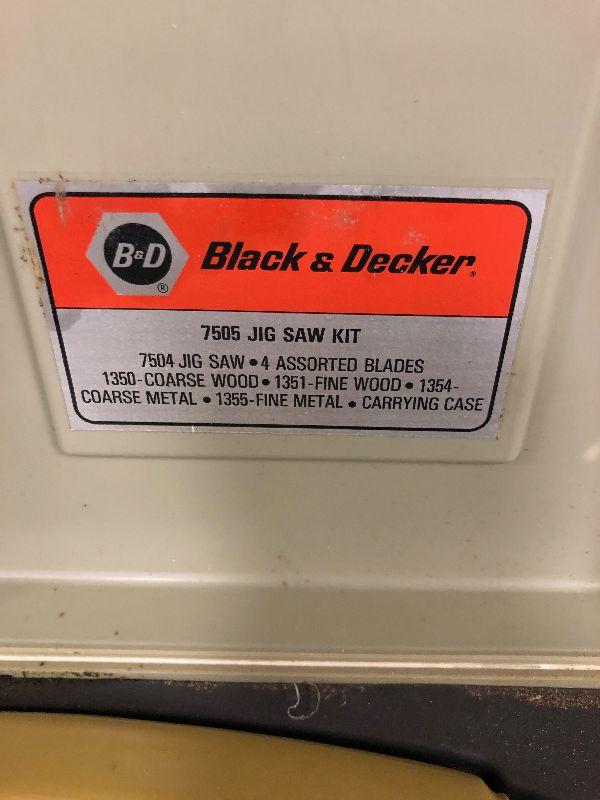 B&D ®
Black & Decker®
7505 JIG SAW KIT
7504 JIG SAW • 4 ASSORTED BLADES
1350-COARSE WOOD • 1351-FINE WOOD • 1354-
COARSE METAL • 1355-FINE METAL • CARRYING CASE